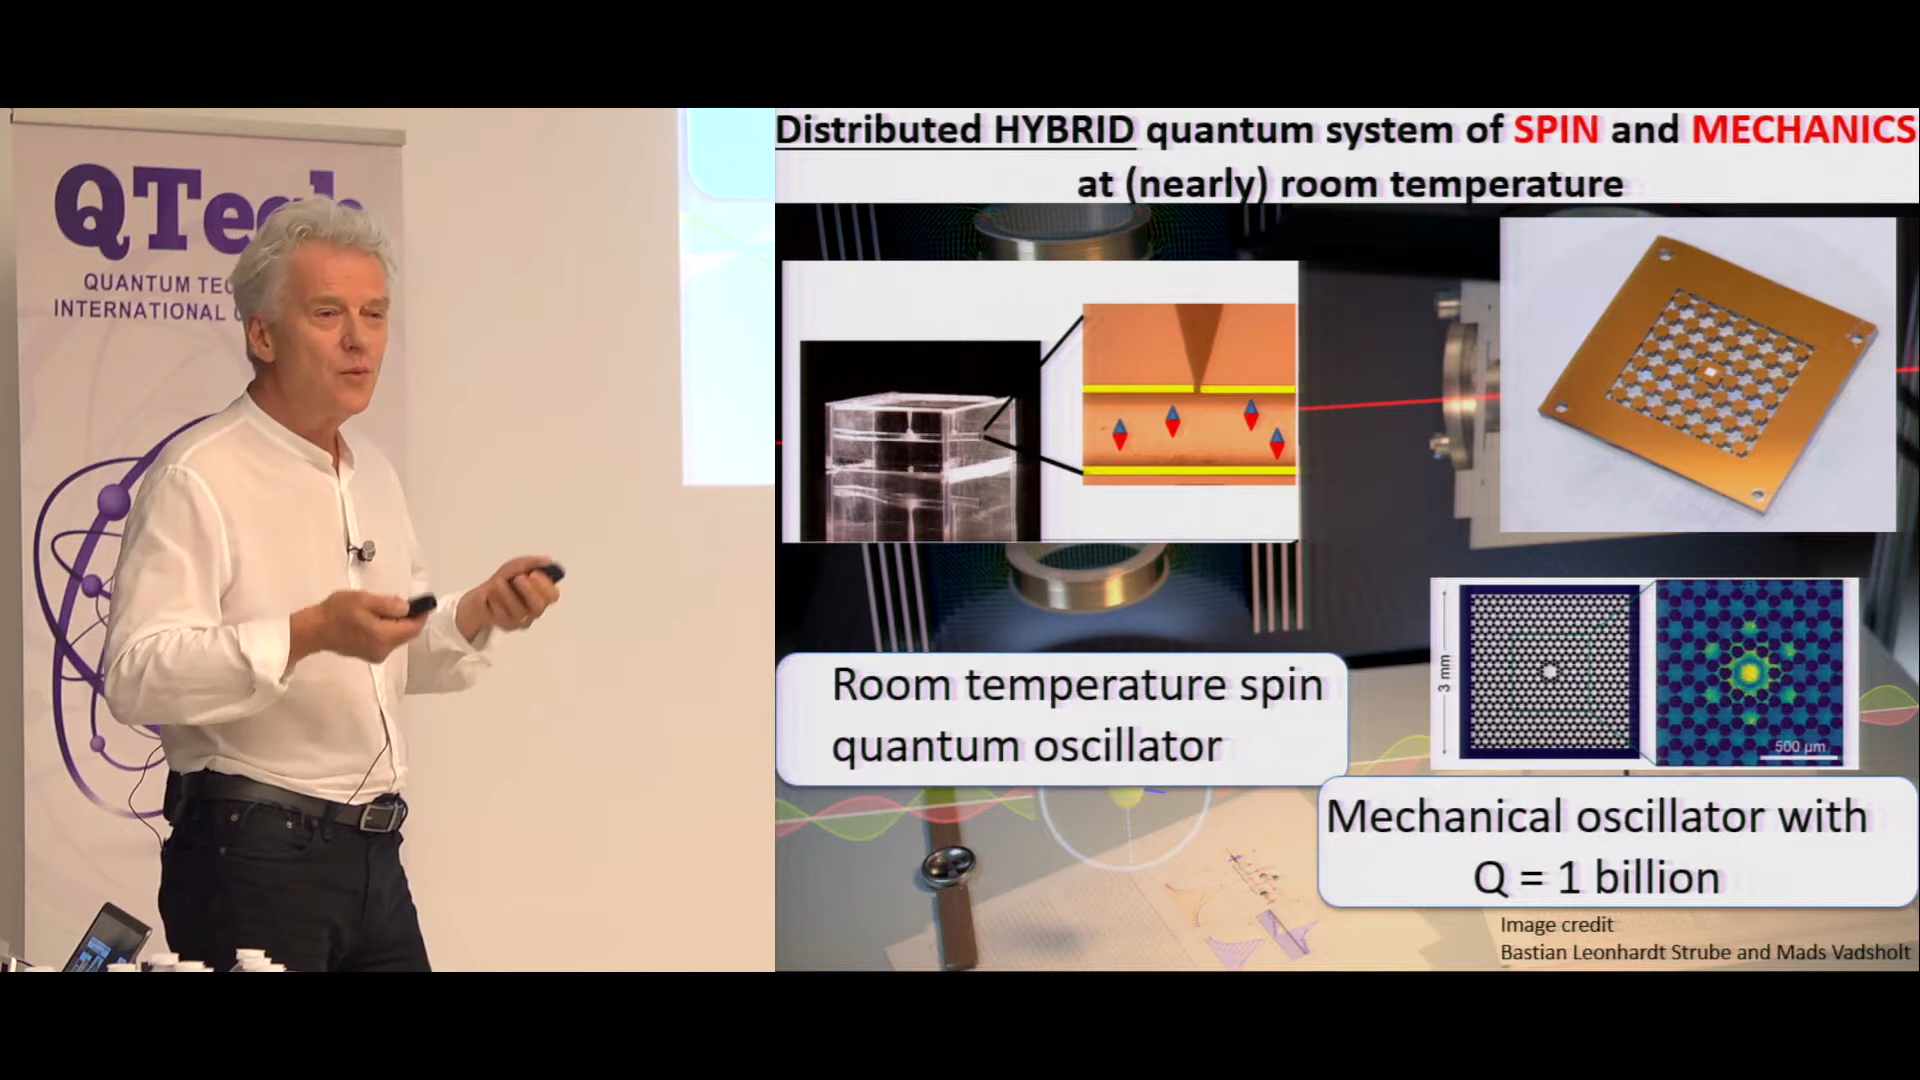 QTech
QUANTUM TEC
INTERNATIONAL
Distributed HYBRID quantum system of SPIN and MECHANICS
at (nearly) room temperature
3 mm
500 µm
Room temperature spin
quantum oscillator
Mechanical oscillator with
Q = 1 billion
Image credit
Bastian Leonhardt Strube and Mads Vadsholt